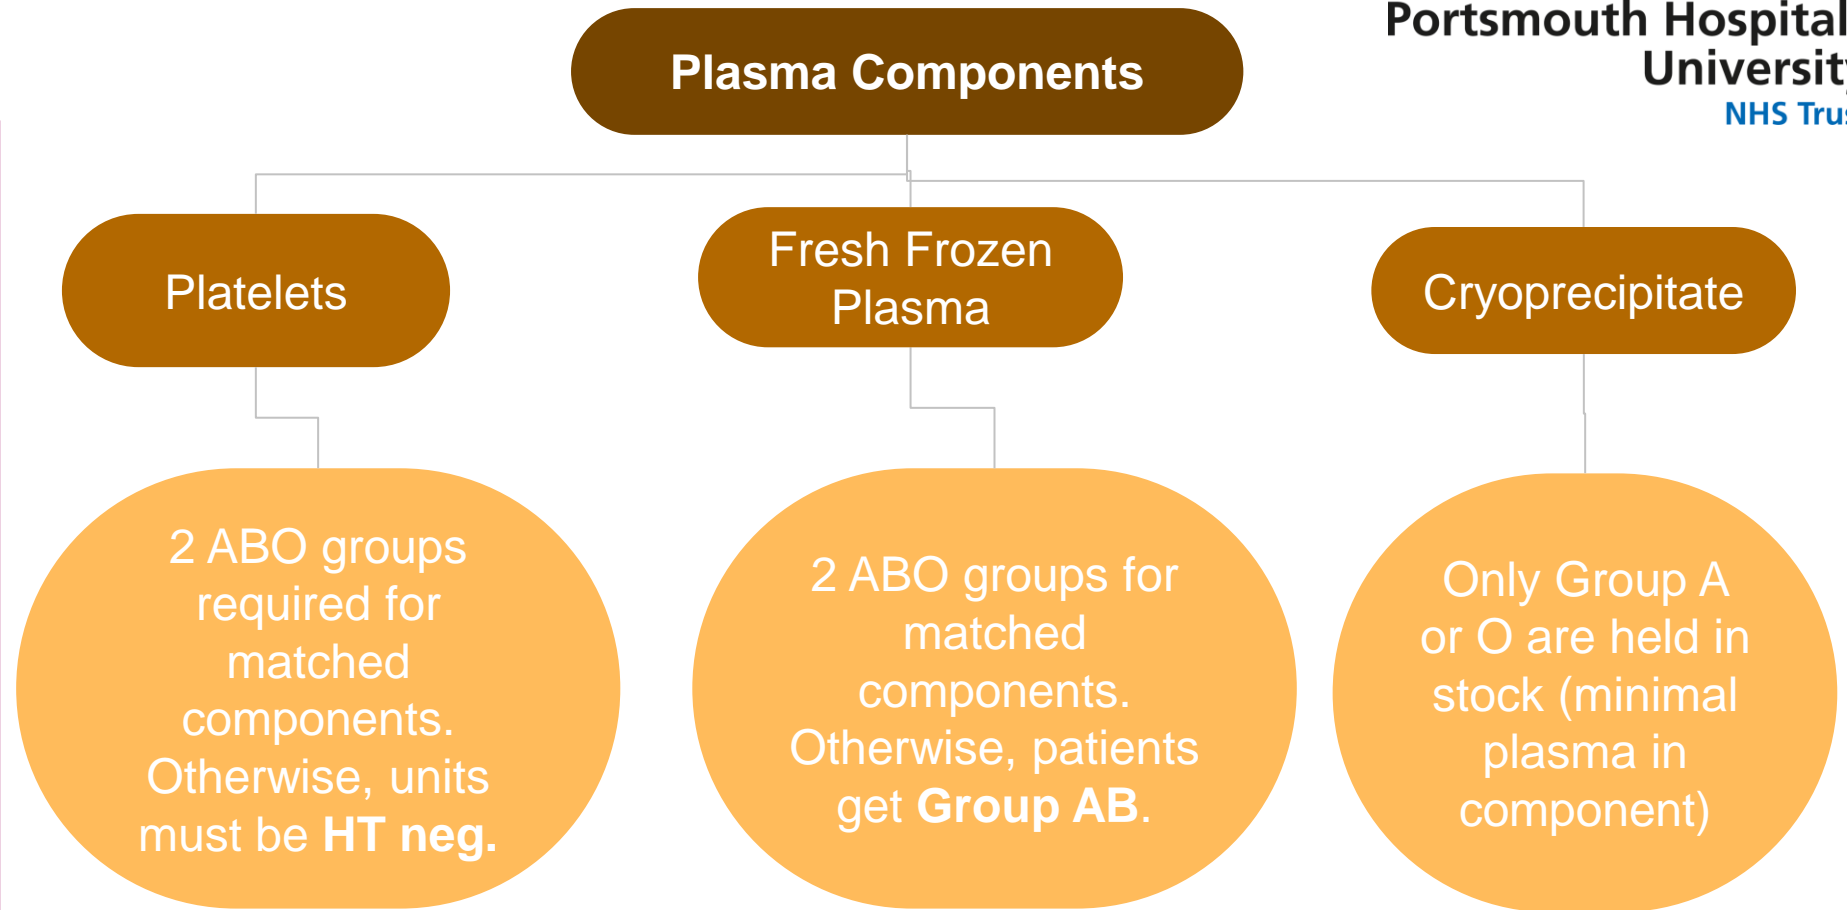 Plasma Components
Portsmouth Hospital
University
NHS Trus
Platelets
Fresh Frozen
Plasma
Cryoprecipitate
2 ABO groups
required for
matched
components.
Otherwise, units
must be HT neg.
2 ABO groups for
matched
components.
Otherwise, patients
get Group AB.
Only Group A
or O are held in
stock (minimal
plasma in
component)